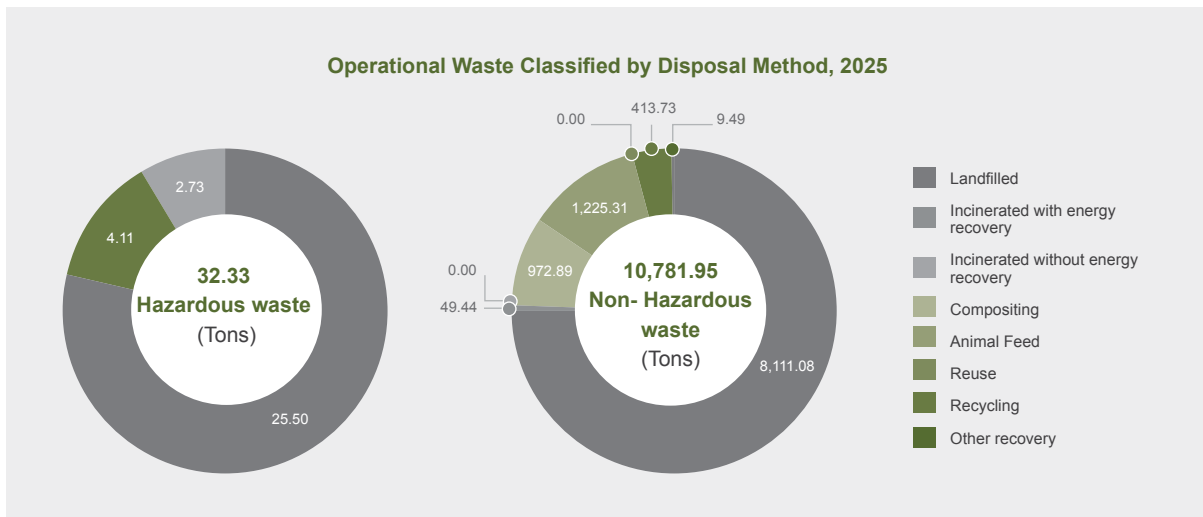 Operational Waste Classified by Disposal Method, 2025
2.73
4.11
32.33
Hazardous waste
(Tons)
25.50
0.00
413.73
9.49
1,225.31
972.89
0.00
49.44
10,781.95
Non- Hazardous
waste
(Tons)
8,111.08
Landfilled
Incinerated with energy
recovery
Incinerated without energy
recovery
Compositing
Animal Feed
Reuse
Recycling
Other recovery